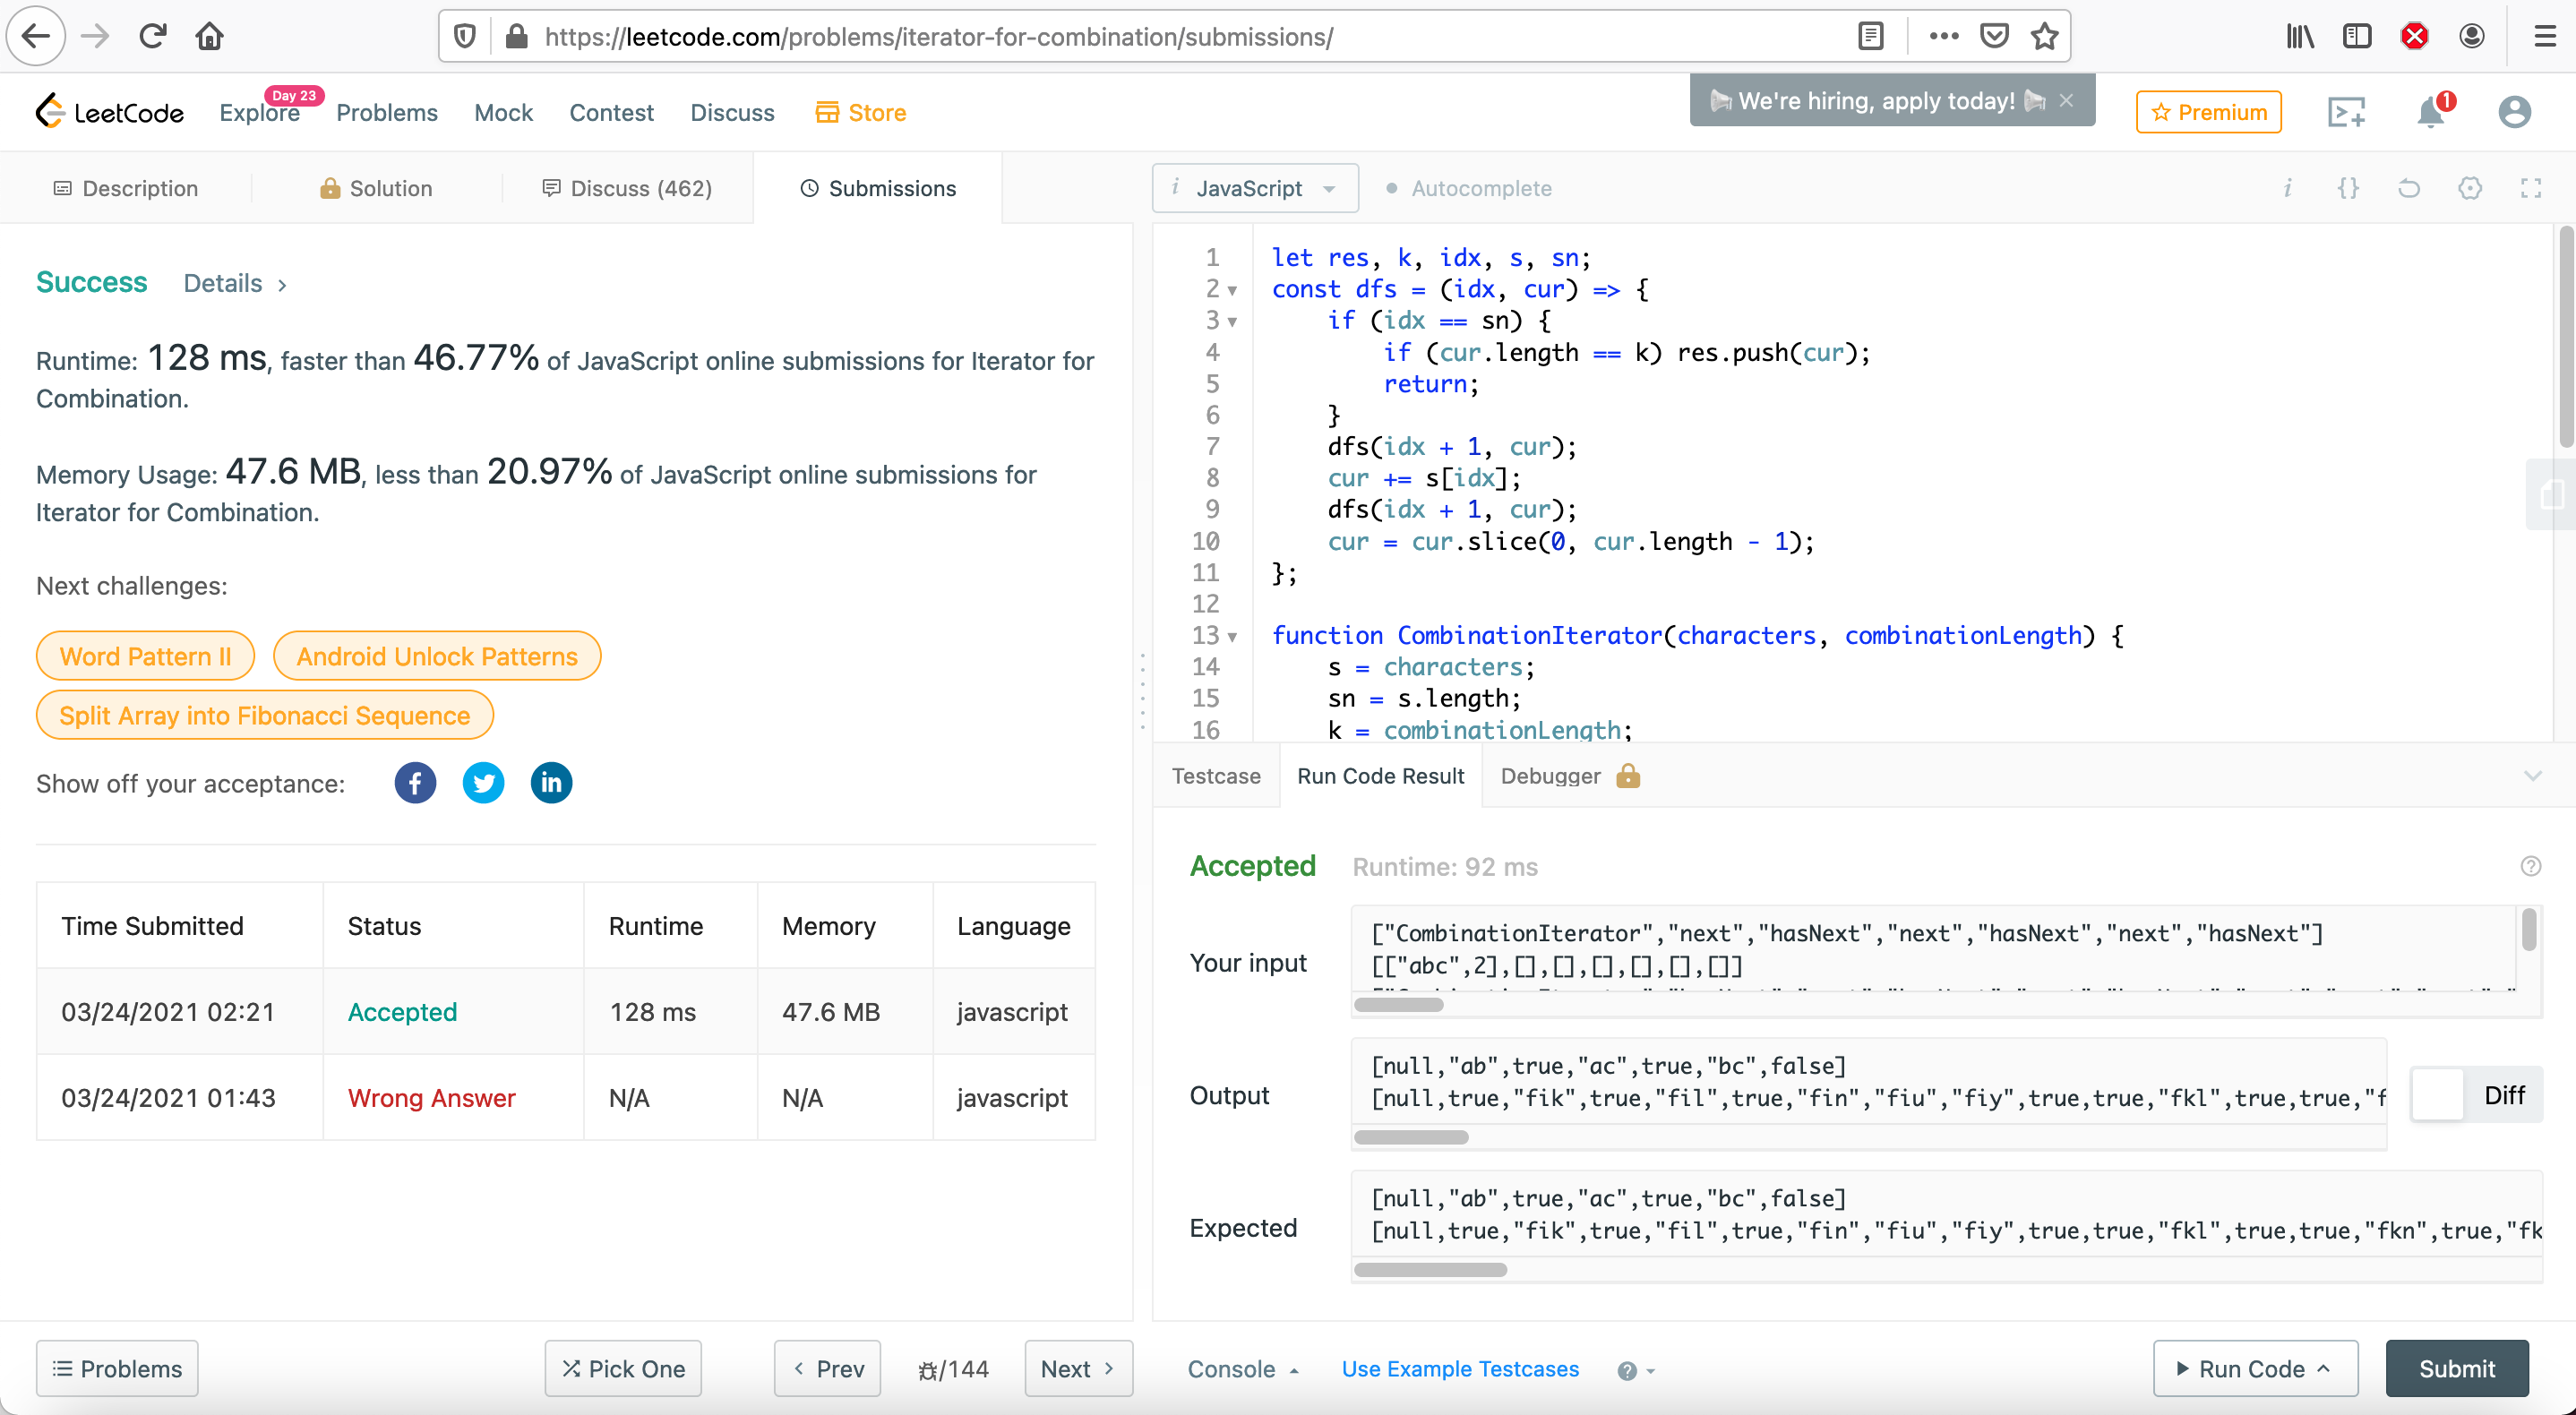 https://leetcode.com/problems/iterator-for-combination/submissions/
LeetCode
Explore
Day 23
Problems
Mock
Contest
Discuss
Store
We're hiring, apply today!
Premium
1
Description
Solution
Discuss (462)
Submissions
Success
Details
Runtime: 128 ms, faster than 46.77% of JavaScript online submissions for Iterator for
Combination.
Memory Usage: 47.6 MB, less than 20.97% of JavaScript online submissions for
Iterator for Combination.
Next challenges:
Word Pattern II
Android Unlock Patterns
Split Array into Fibonacci Sequence
Show off your acceptance:
Time Submitted Status Runtime Memory Language
03/24/2021 02:21 Accepted 128 ms 47.6 MB javascript
03/24/2021 01:43 Wrong Answer N/A N/A javascript
Problems
Pick One
Prev
/144
Next
i JavaScript
Autocomplete
i {}
1 let res, k, idx, s, sn;
2 const dfs = (idx, cur) => {
3     if (idx == sn) {
4         if (cur.length == k) res.push(cur);
5         return;
6     }
7     dfs(idx + 1, cur);
8     cur += s[idx];
9     dfs(idx + 1, cur);
10     cur = cur.slice(0, cur.length - 1);
11 };
12
13 function CombinationIterator(characters, combinationLength) {
14     s = characters;
15     sn = s.length;
16     k = combinationLength;
Testcase
Run Code Result
Debugger
Accepted
Runtime: 92 ms
Your input
["CombinationIterator","next","hasNext","next","hasNext","next","hasNext"]
[["abc",2],[],[],[],[],[],[]]
Output
[null,"ab",true,"ac",true,"bc",false]
[null,true,"fik",true,"fil",true,"fin","fiu","fiy",true,true,"fkl",true,true,"f
Diff
Expected
[null,"ab",true,"ac",true,"bc",false]
[null,true,"fik",true,"fil",true,"fin","fiu","fiy",true,true,"fkl",true,true,"fkn",true,"fk
Console
Use Example Testcases
Run Code
Submit